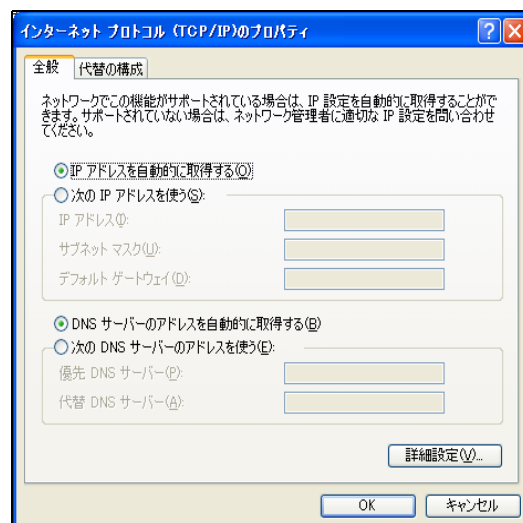 インターネット プロトコル (TCP/IP)のプロパティ
全般
代替の構成
ネットワークでこの機能がサポートされている場合は、IP 設定を自動的に取得することがで
きます。サポートされていない場合は、ネットワーク管理者に適切な IP 設定を問い合わせ
てください。
IP アドレスを自動的に取得する(O)
次の IP アドレスを使う(S):
IP アドレス(I):
サブネット マスク(U):
デフォルト ゲートウェイ(D):
DNS サーバーのアドレスを自動的に取得する(B)
次の DNS サーバーのアドレスを使う(E):
優先 DNS サーバー(P):
代替 DNS サーバー(A):
詳細設定(V)...
OK
キャンセル